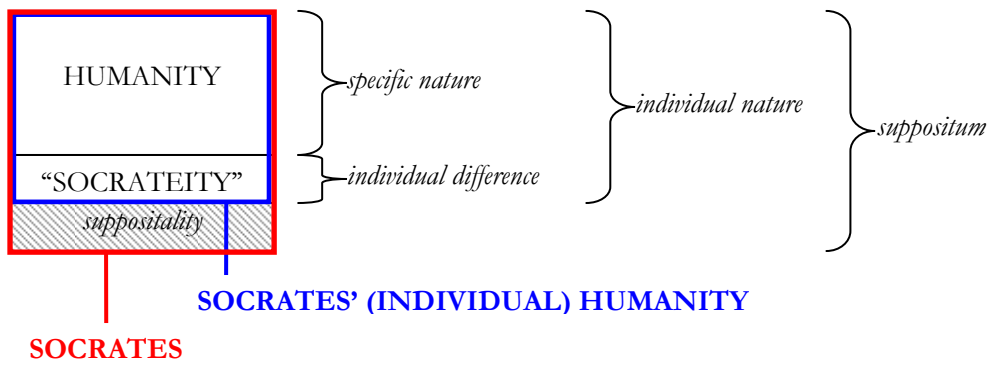 HUMANITY
specific nature
individual nature
suppositum
“SOCRATEITY”
individual difference
suppositality
SOCRATES’ (INDIVIDUAL) HUMANITY
SOCRATES